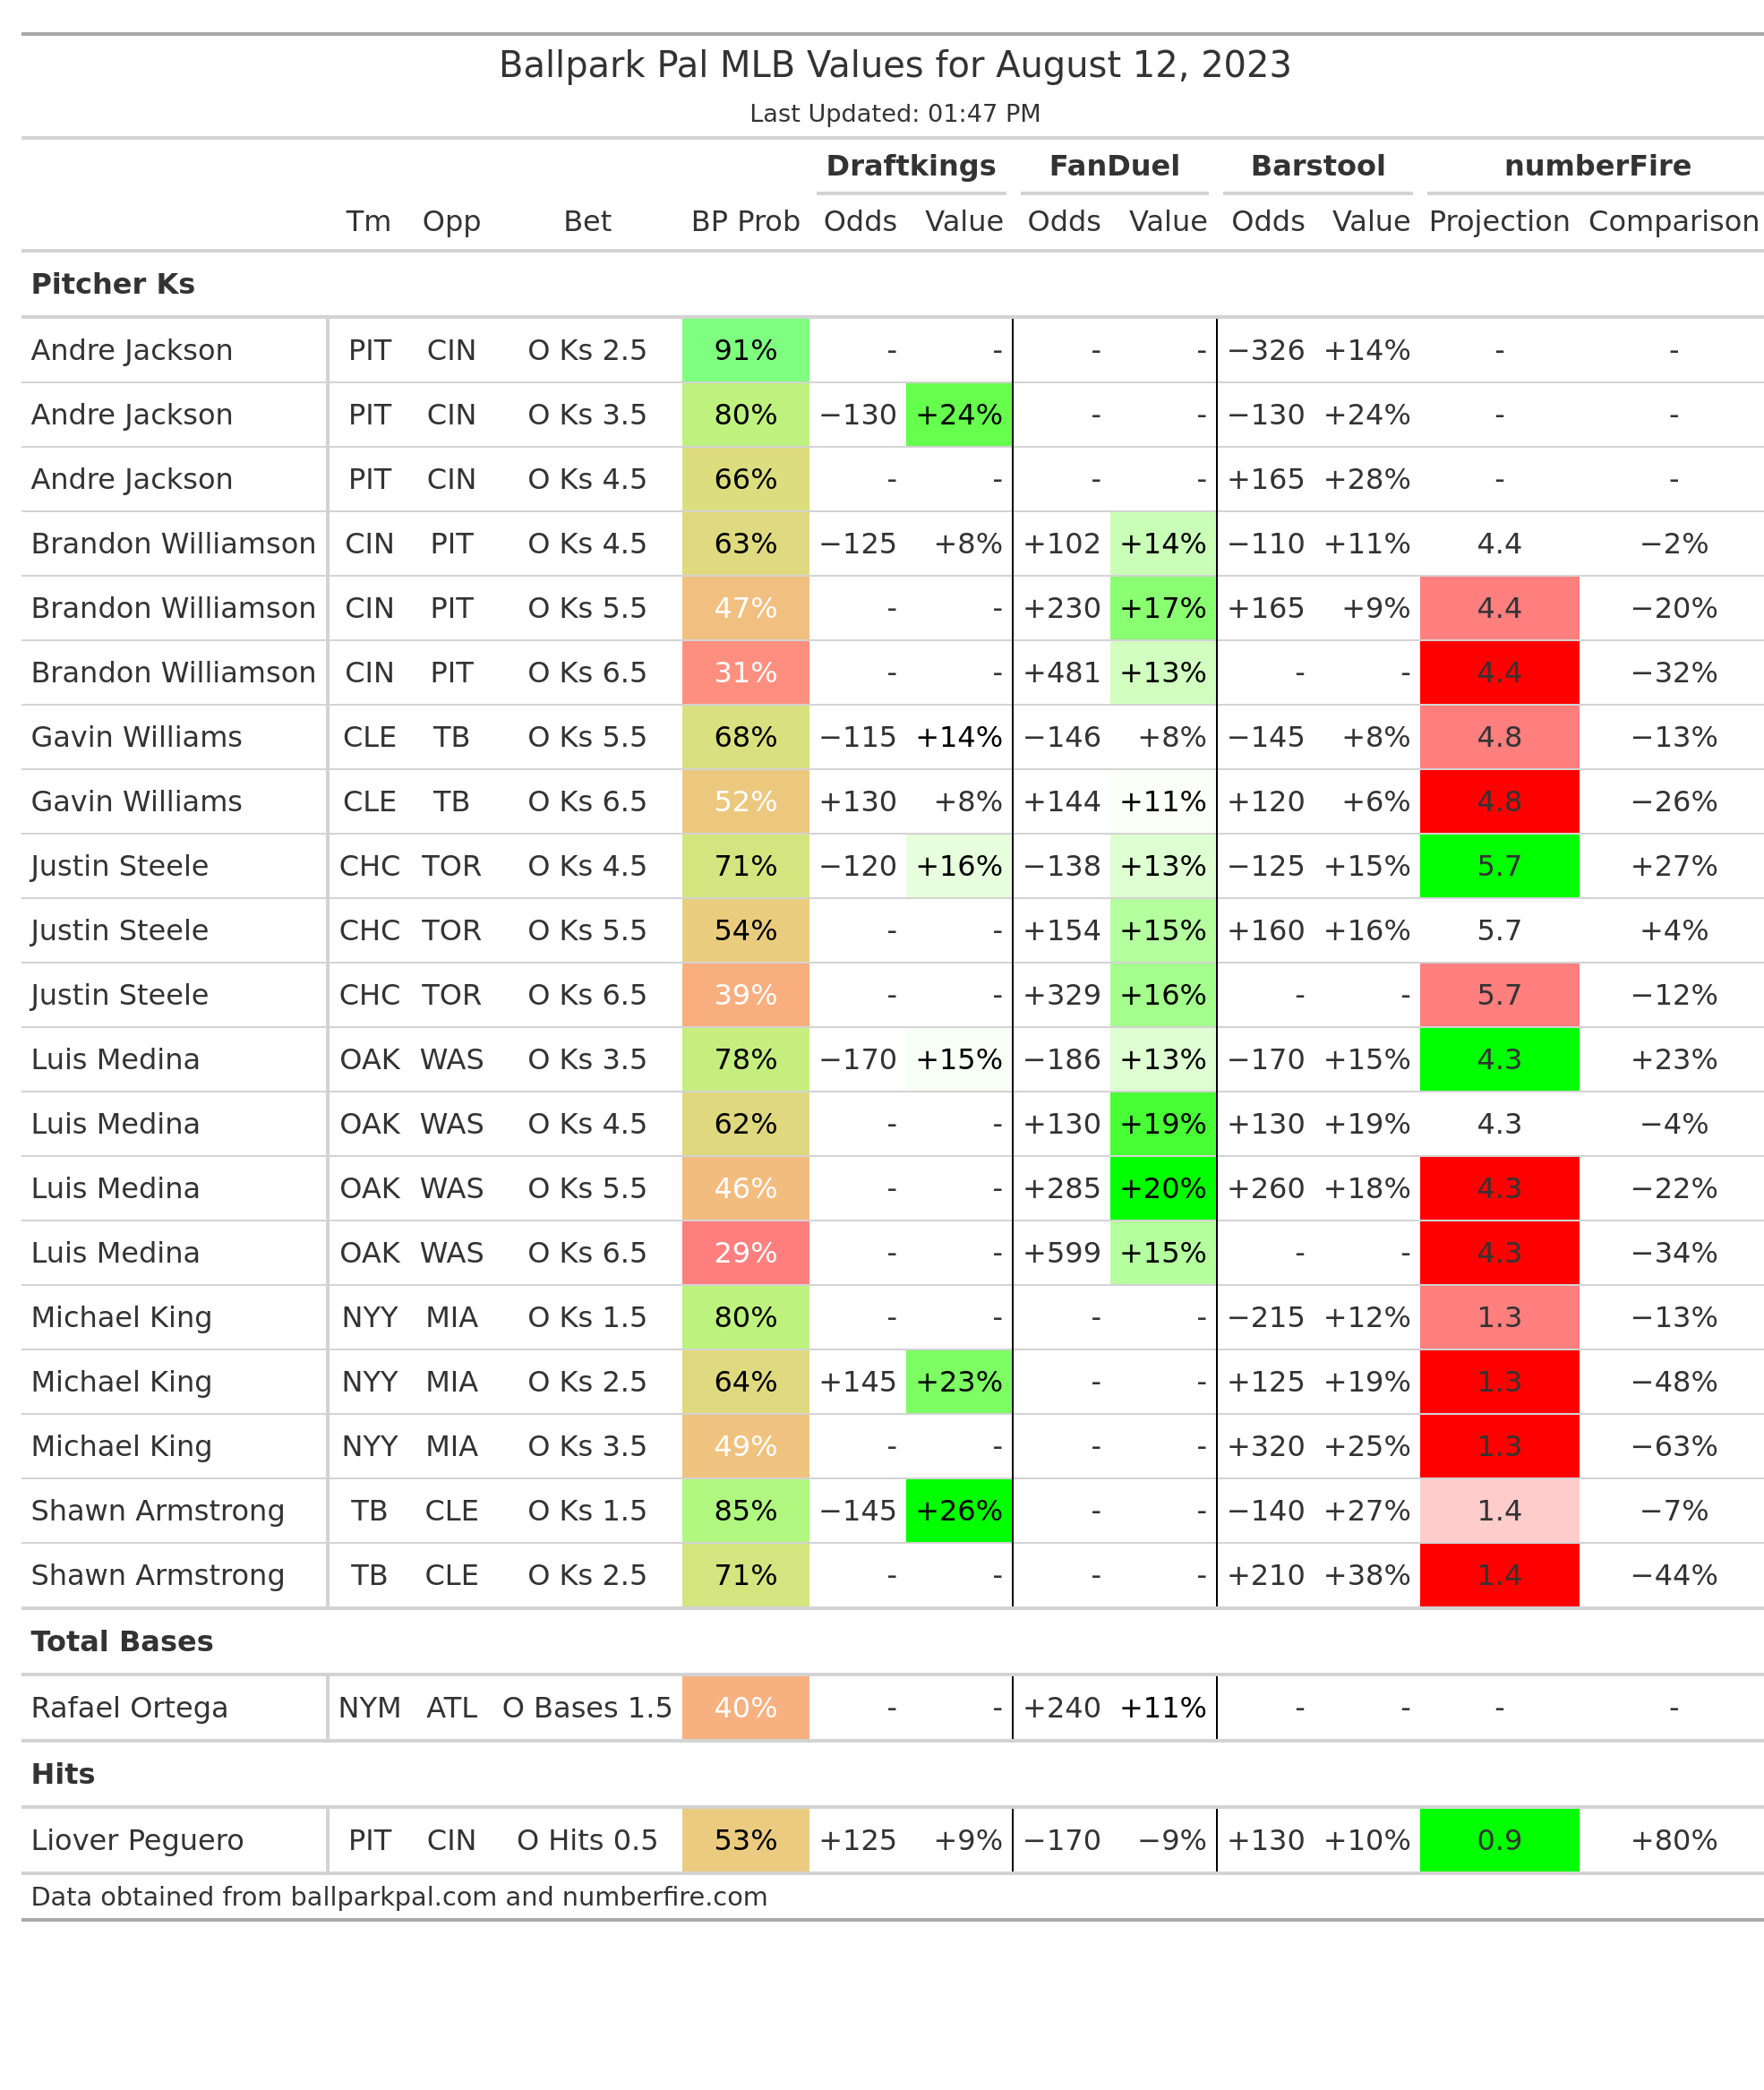 Ballpark Pal MLB Values for August 12, 2023
Last Updated: 01:47 PM
Draftkings FanDuel Barstool numberFire
Tm Opp Bet BP Prob Odds Value Odds Value Odds Value Projection Comparison
Pitcher Ks
Andre Jackson PIT CIN O Ks 2.5 91% - - - - −326 +14% - -
Andre Jackson PIT CIN O Ks 3.5 80% −130 +24% - - −130 +24% - -
Andre Jackson PIT CIN O Ks 4.5 66% - - - - +165 +28% - -
Brandon Williamson CIN PIT O Ks 4.5 63% −125 +8% +102 +14% −110 +11% 4.4 −2%
Brandon Williamson CIN PIT O Ks 5.5 47% - - +230 +17% +165 +9% 4.4 −20%
Brandon Williamson CIN PIT O Ks 6.5 31% - - +481 +13% - - 4.4 −32%
Gavin Williams CLE TB O Ks 5.5 68% −115 +14% −146 +8% −145 +8% 4.8 −13%
Gavin Williams CLE TB O Ks 6.5 52% +130 +8% +144 +11% +120 +6% 4.8 −26%
Justin Steele CHC TOR O Ks 4.5 71% −120 +16% −138 +13% −125 +15% 5.7 +27%
Justin Steele CHC TOR O Ks 5.5 54% - - +154 +15% +160 +16% 5.7 +4%
Justin Steele CHC TOR O Ks 6.5 39% - - +329 +16% - - 5.7 −12%
Luis Medina OAK WAS O Ks 3.5 78% −170 +15% −186 +13% −170 +15% 4.3 +23%
Luis Medina OAK WAS O Ks 4.5 62% - - +130 +19% +130 +19% 4.3 −4%
Luis Medina OAK WAS O Ks 5.5 46% - - +285 +20% +260 +18% 4.3 −22%
Luis Medina OAK WAS O Ks 6.5 29% - - +599 +15% - - 4.3 −34%
Michael King NYY MIA O Ks 1.5 80% - - - - −215 +12% 1.3 −13%
Michael King NYY MIA O Ks 2.5 64% +145 +23% - - +125 +19% 1.3 −48%
Michael King NYY MIA O Ks 3.5 49% - - - - +320 +25% 1.3 −63%
Shawn Armstrong TB CLE O Ks 1.5 85% −145 +26% - - −140 +27% 1.4 −7%
Shawn Armstrong TB CLE O Ks 2.5 71% - - - - +210 +38% 1.4 −44%
Total Bases
Rafael Ortega NYM ATL O Bases 1.5 40% - - +240 +11% - - - -
Hits
Liover Peguero PIT CIN O Hits 0.5 53% +125 +9% −170 −9% +130 +10% 0.9 +80%
Data obtained from ballparkpal.com and numberfire.com